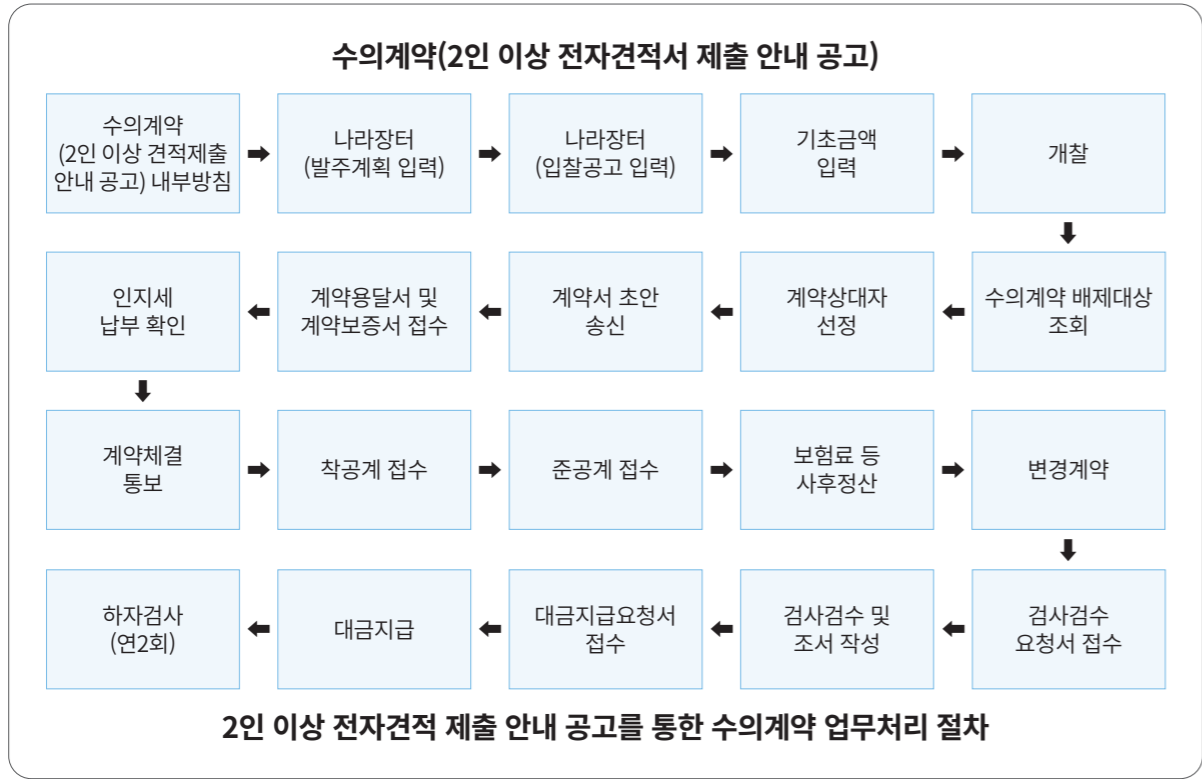 수의계약(2인 이상 전자견적서 제출 안내 공고)
수의계약
(2인 이상 견적제출
안내 공고) 내부방침
나라장터
(발주계획 입력)
나라장터
(입찰공고 입력)
기초금액
입력
개찰
수의계약 배제대상
조회
계약상대자
선정
계약서 초안
송신
계약용달서 및
계약보증서 접수
인지세
납부 확인
계약체결
통보
착공계 접수
준공계 접수
보험료 등
사후정산
변경계약
검사검수
요청서 접수
검사검수 및
조서 작성
대금지급요청서
접수
대금지급
하자검사
(연2회)
2인 이상 전자견적 제출 안내 공고를 통한 수의계약 업무처리 절차